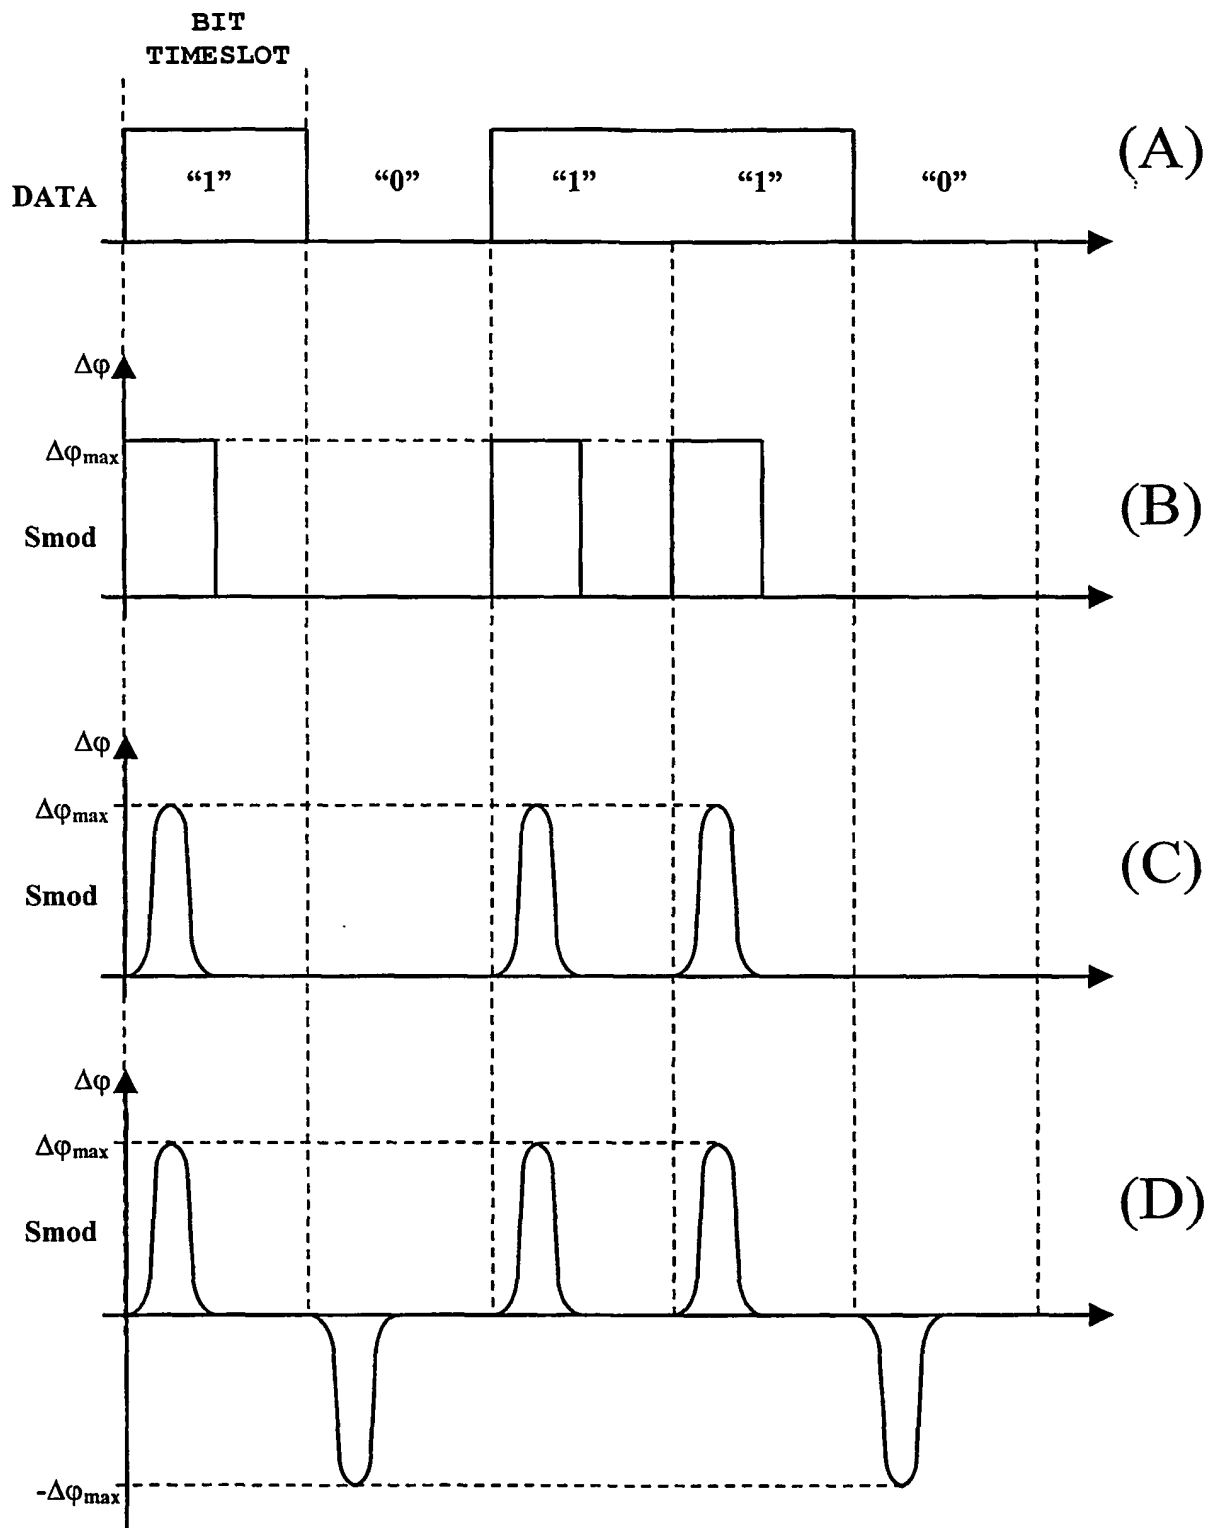 BIT
TIMESLOT
DATA “1” “0” “1” “1” “0” (A)
Δφ
Δφmax
Smod
(B)
Δφ
Δφmax
Smod
(C)
Δφ
Δφmax
Smod
(D)
-Δφmax